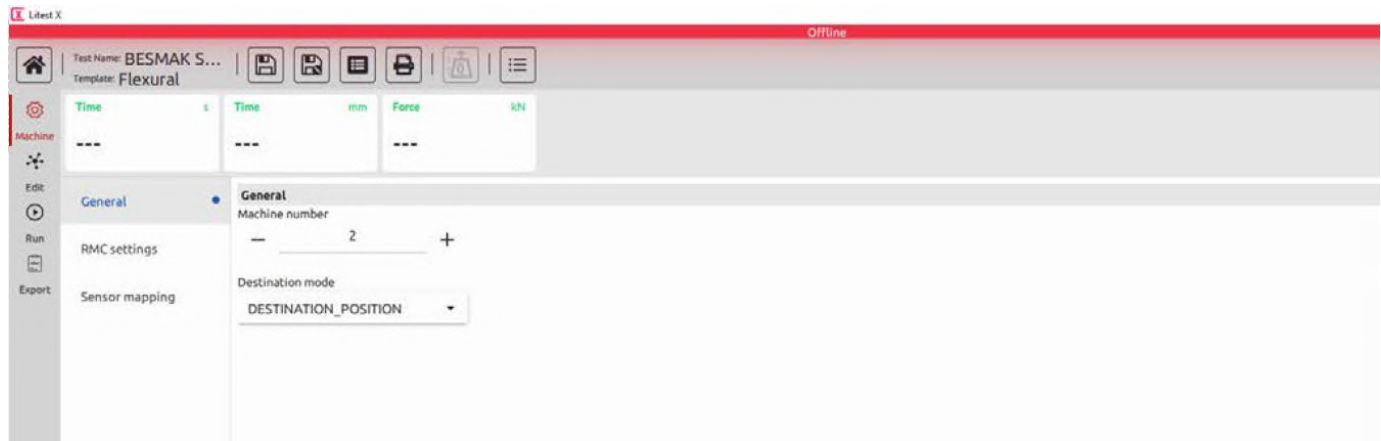 Litest X
Offline
Test Name: BESMAK S...
Template: Flexural
Time s
---
Time mm
---
Force kN
---
Machine
Edit
Run
Export
General
RMC settings
Sensor mapping
General
Machine number
— 2 +
Destination mode
DESTINATION_POSITION